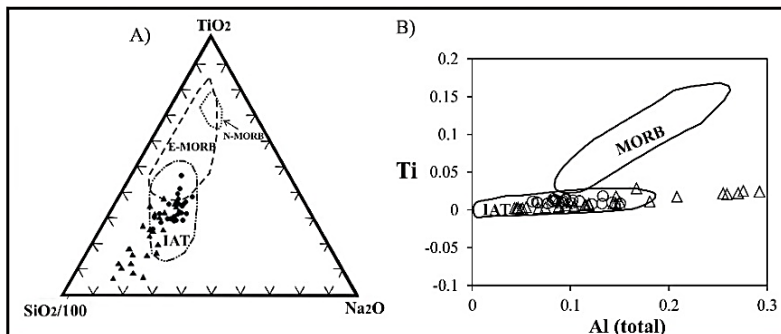 A)
TiO2
N-MORB
E-MORB
IAT
SiO2/100
Na2O
B)
0.2
0.15
0.1
0.05
0
-0.05
-0.1
Ti
MORB
IAT
0
0.1
0.2
0.3
Al (total)